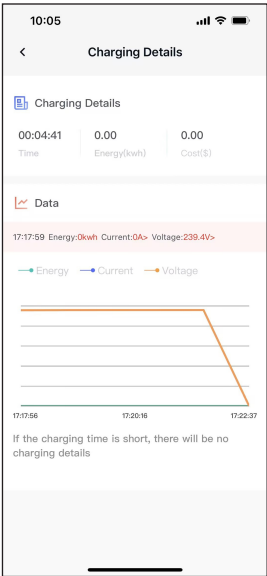 10:05
Charging Details
Charging Details
00:04:41 0.00 0.00
Time Energy(kwh) Cost($)
Data
17:17:59 Energy:0kwh Current:0A> Voltage:239.4V>
Energy Current Voltage
17:17:56 17:20:16 17:22:37
If the charging time is short, there will be no
charging details